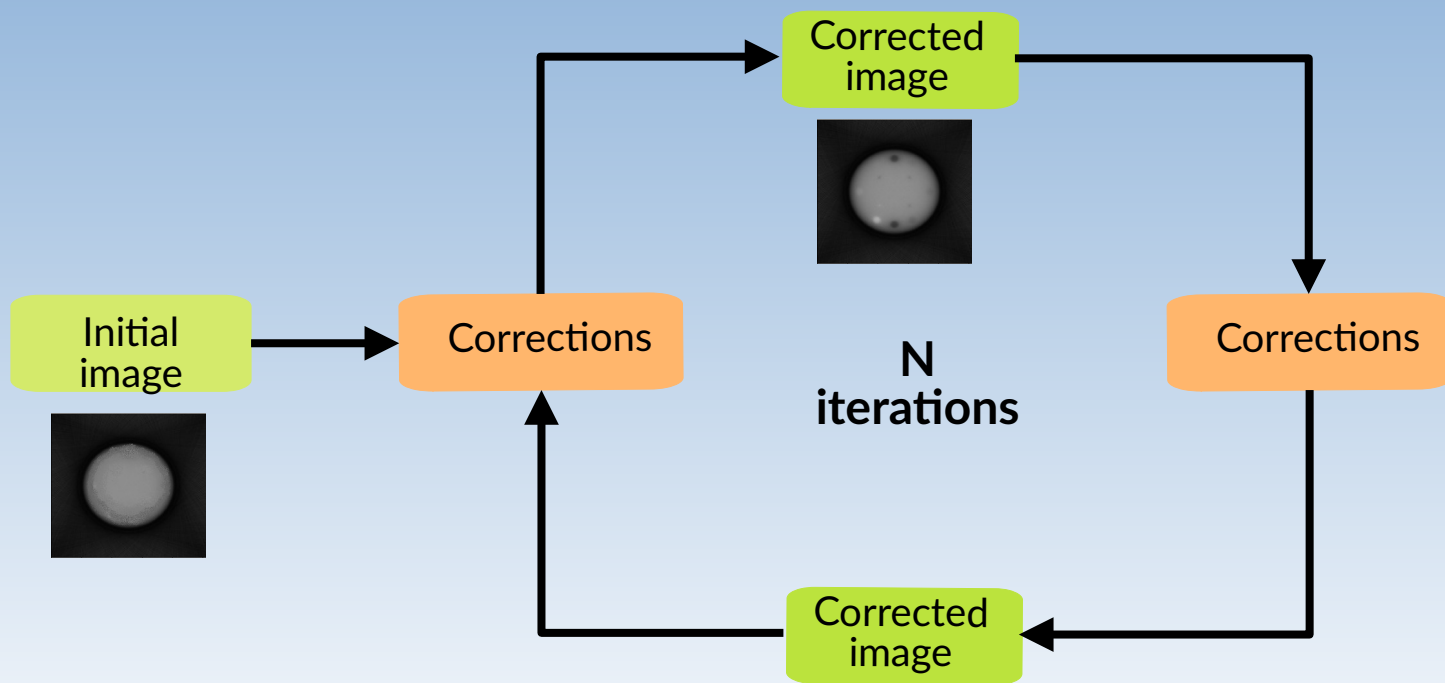 Corrected
image
Initial
image
Corrections
N
iterations
Corrections
Corrected
image